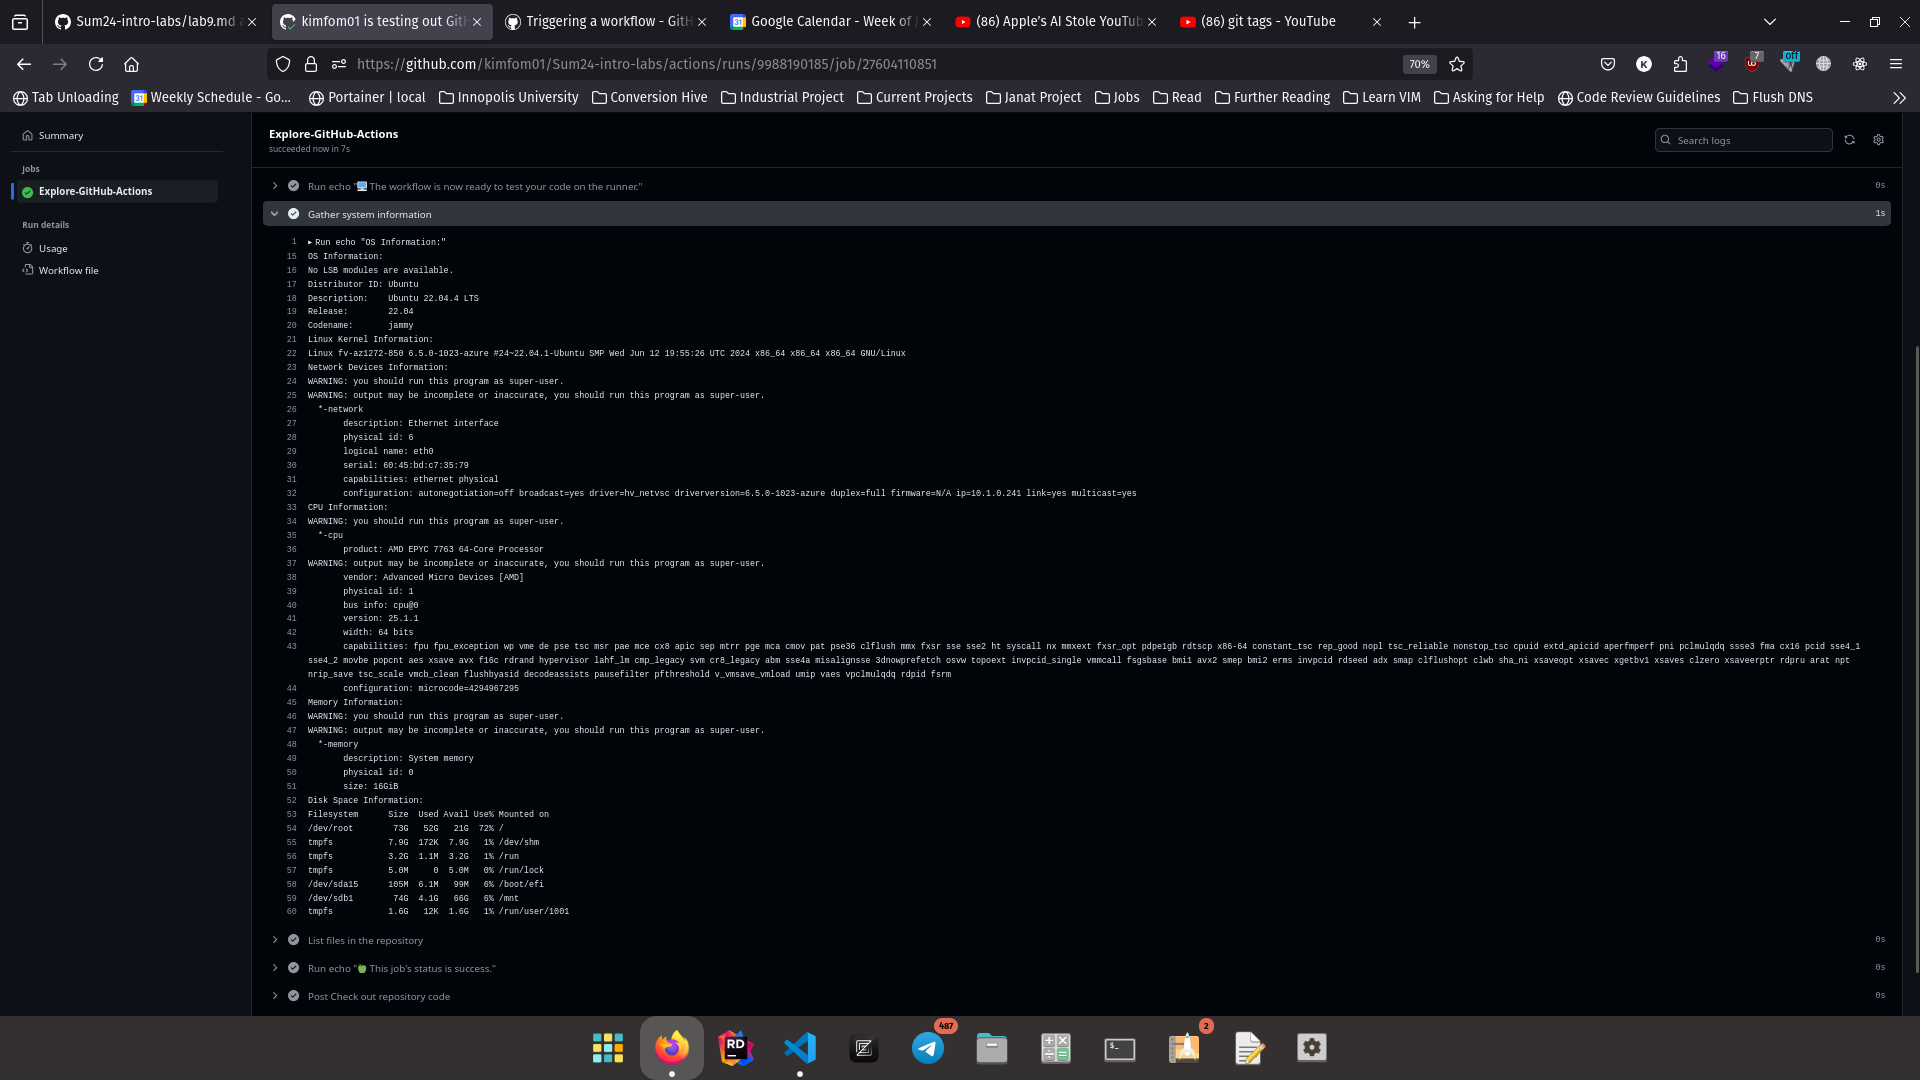 Sum24-intro-labs/lab9.md a
kimfom01 is testing out GitH
Triggering a workflow - GitH
Google Calendar - Week of J
(86) Apple's AI Stole YouTub
(86) git tags - YouTube
https://github.com/kimfom01/Sum24-intro-labs/actions/runs/9988190185/job/27604110851
70%
16
7
off
Tab Unloading
Weekly Schedule - Go...
Portainer | local
Innopolis University
Conversion Hive
Industrial Project
Current Projects
Janat Project
Jobs
Read
Further Reading
Learn VIM
Asking for Help
Code Review Guidelines
Flush DNS
Summary
Jobs
Explore-GitHub-Actions
Run details
Usage
Workflow file
Explore-GitHub-Actions
succeeded now in 7s
Search logs
Run echo "🖥️ The workflow is now ready to test your code on the runner." 0s
Gather system information 1s
1 ▸ Run echo "OS Information:"
15 OS Information:
16 No LSB modules are available.
17 Distributor ID: Ubuntu
18 Description: Ubuntu 22.04.4 LTS
19 Release: 22.04
20 Codename: jammy
21 Linux Kernel Information:
22 Linux fv-az1272-850 6.5.0-1023-azure #24~22.04.1-Ubuntu SMP Wed Jun 12 19:55:26 UTC 2024 x86_64 x86_64 x86_64 GNU/Linux
23 Network Devices Information:
24 WARNING: you should run this program as super-user.
25 WARNING: output may be incomplete or inaccurate, you should run this program as super-user.
26 *-network
27 description: Ethernet interface
28 physical id: 6
29 logical name: eth0
30 serial: 60:45:bd:c7:35:79
31 capabilities: ethernet physical
32 configuration: autonegotiation=off broadcast=yes driver=hv_netvsc driverversion=6.5.0-1023-azure duplex=full firmware=N/A ip=10.1.0.241 link=yes multicast=yes
33 CPU Information:
34 WARNING: you should run this program as super-user.
35 *-cpu
36 product: AMD EPYC 7763 64-Core Processor
37 WARNING: output may be incomplete or inaccurate, you should run this program as super-user.
38 vendor: Advanced Micro Devices [AMD]
39 physical id: 1
40 bus info: cpu@0
41 version: 25.1.1
42 width: 64 bits
43 capabilities: fpu fpu_exception wp vme de pse tsc msr pae mce cx8 apic sep mtrr pge mca cmov pat pse36 clflush mmx fxsr sse sse2 ht syscall nx mmxext fxsr_opt pdpe1gb rdtscp x86-64 constant_tsc rep_good nopl tsc_reliable nonstop_tsc cpuid extd_apicid aperfmperf pni pclmulqdq ssse3 fma cx16 pcid sse4_1
sse4_2 movbe popcnt aes xsave avx f16c rdrand hypervisor lahf_lm cmp_legacy svm cr8_legacy abm sse4a misalignsse 3dnowprefetch osvw topoext invpcid_single vmmcall fsgsbase bmi1 avx2 smep bmi2 erms invpcid rdseed adx smap clflushopt clwb sha_ni xsaveopt xsavec xgetbv1 xsaves clzero xsaveerptr rdpru arat npt
nrip_save tsc_scale vmcb_clean flushbyasid decodeassists pausefilter pfthreshold v_vmsave_vmload umip vaes vpclmulqdq rdpid fsrm
44 configuration: microcode=4294967295
45 Memory Information:
46 WARNING: you should run this program as super-user.
47 WARNING: output may be incomplete or inaccurate, you should run this program as super-user.
48 *-memory
49 description: System memory
50 physical id: 0
51 size: 16GiB
52 Disk Space Information:
53 Filesystem Size Used Avail Use% Mounted on
54 /dev/root 73G 52G 21G 72% /
55 tmpfs 7.9G 172K 7.9G 1% /dev/shm
56 tmpfs 3.2G 1.1M 3.2G 1% /run
57 tmpfs 5.0M 0 5.0M 0% /run/lock
58 /dev/sda15 105M 6.1M 99M 6% /boot/efi
59 /dev/sdb1 74G 4.1G 66G 6% /mnt
60 tmpfs 1.6G 12K 1.6G 1% /run/user/1001
List files in the repository 0s
Run echo "🍏 This job's status is success." 0s
Post Check out repository code 0s
RD
487
2